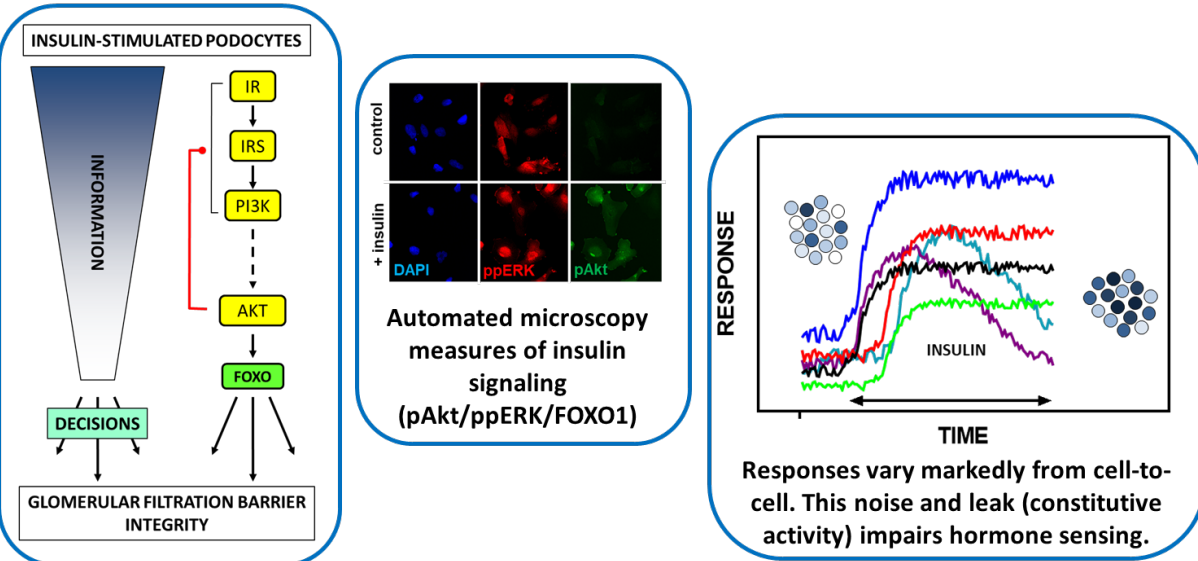 INSULIN-STIMULATED PODOCYTES
INFORMATION
IR
IRS
PI3K
AKT
FOXO
DECISIONS
GLOMERULAR FILTRATION BARRIER
INTEGRITY
control
+ insulin
DAPI
ppERK
pAkt
Automated microscopy
measures of insulin
signaling
(pAkt/ppERK/FOXO1)
RESPONSE
INSULIN
TIME
Responses vary markedly from cell-to-
cell. This noise and leak (constitutive
activity) impairs hormone sensing.